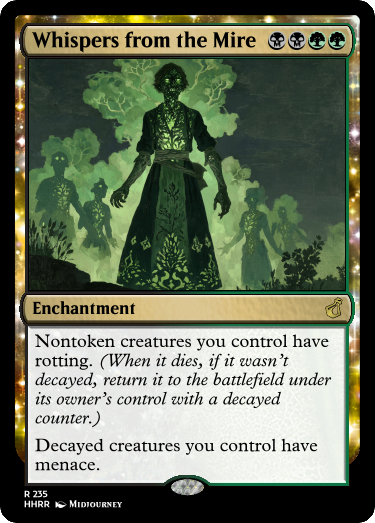 Whispers from the Mire
Enchantment
Nontoken creatures you control have
rotting. (When it dies, if it wasn't
decayed, return it to the battlefield under
its owner's control with a decayed
counter.)
Decayed creatures you control have
menace.
R 235
HHRR Midjourney